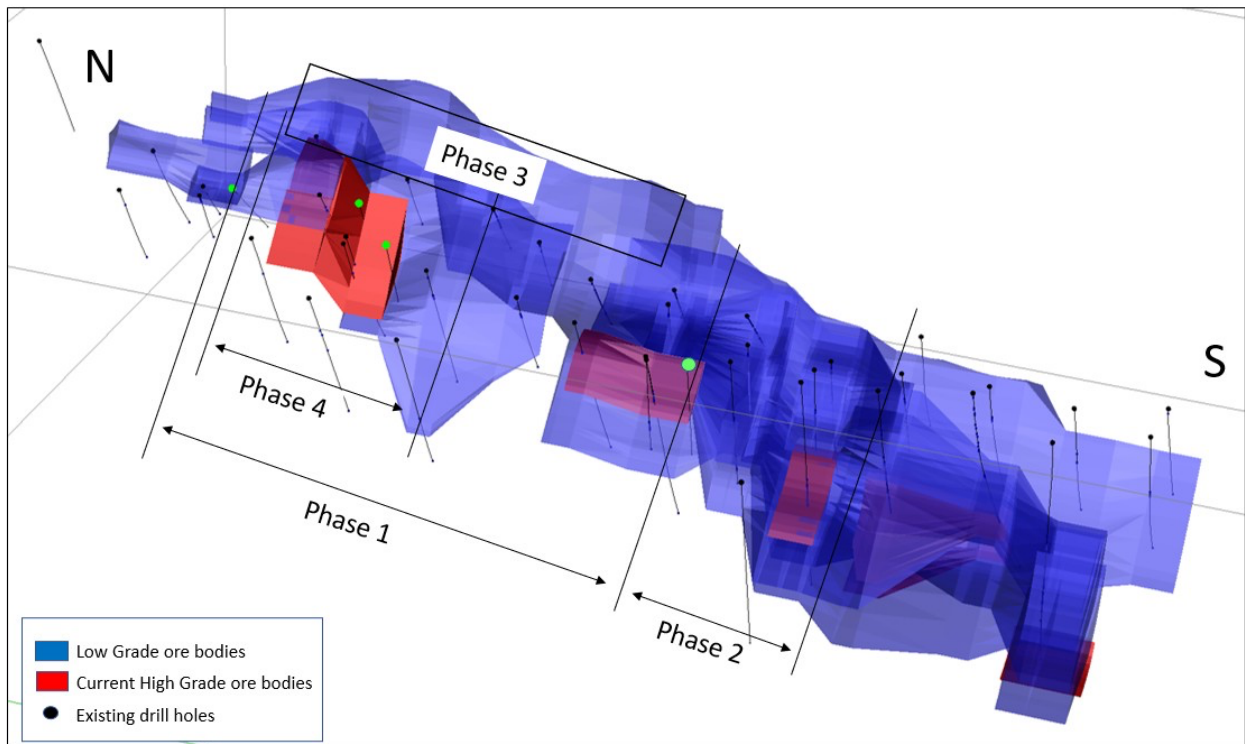 N
Phase 3
S
Phase 4
Phase 1
Phase 2
Low Grade ore bodies
Current High Grade ore bodies
Existing drill holes